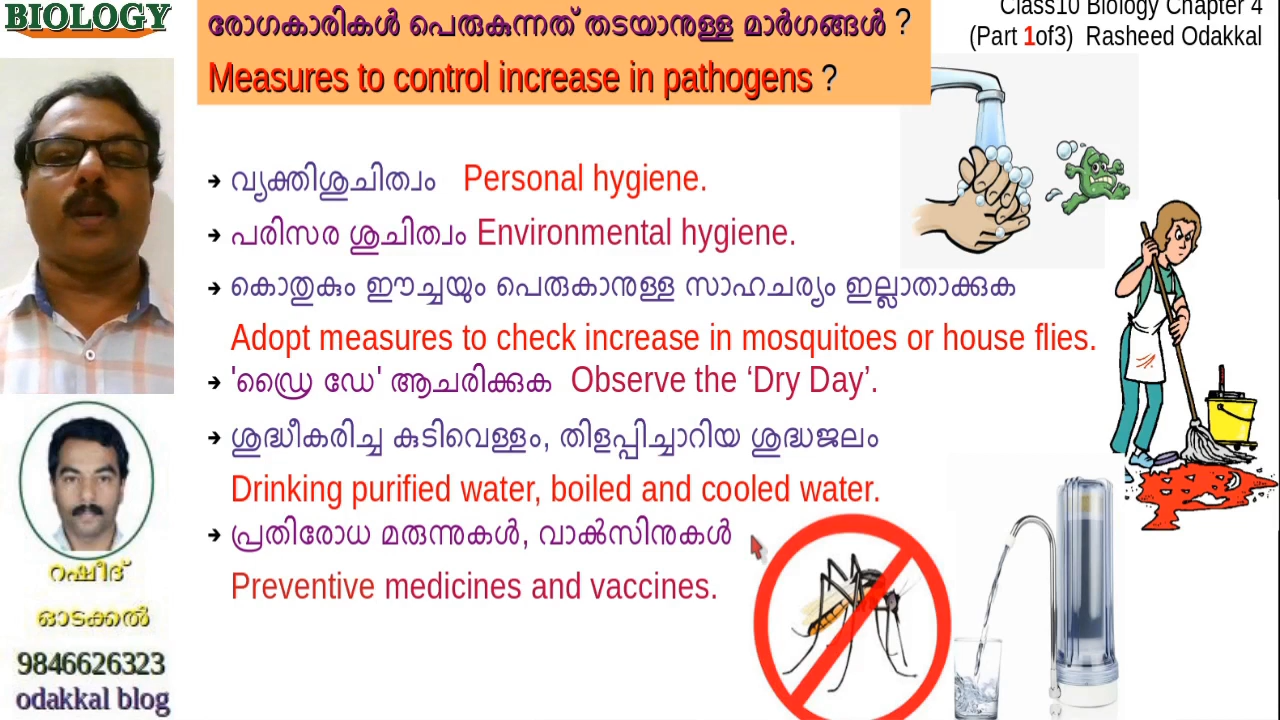 BIOLOGY
Class10 Biology Chapter 4
(Part 1of3) Rasheed Odakkal
രോഗകാരികൾ പെരുകുന്നത് തടയാനുള്ള മാർഗങ്ങൾ ?
Measures to control increase in pathogens ?
➔ വ്യക്തിശുചിത്വം Personal hygiene.
➔ പരിസര ശുചിത്വം Environmental hygiene.
➔ കൊതുകും ഈച്ചയും പെരുകാനുള്ള സാഹചര്യം ഇല്ലാതാക്കുക
Adopt measures to check increase in mosquitoes or house flies.
➔ 'ഡ്രൈ ഡേ' ആചരിക്കുക Observe the ‘Dry Day’.
➔ ശുദ്ധീകരിച്ച കുടിവെള്ളം, തിളപ്പിച്ചാറിയ ശുദ്ധജലം
Drinking purified water, boiled and cooled water.
➔ പ്രതിരോധ മരുന്നുകൾ, വാക്‌സിനുകൾ
Preventive medicines and vaccines.
റഷീദ്
ഓടക്കൽ
9846626323
odakkal blog